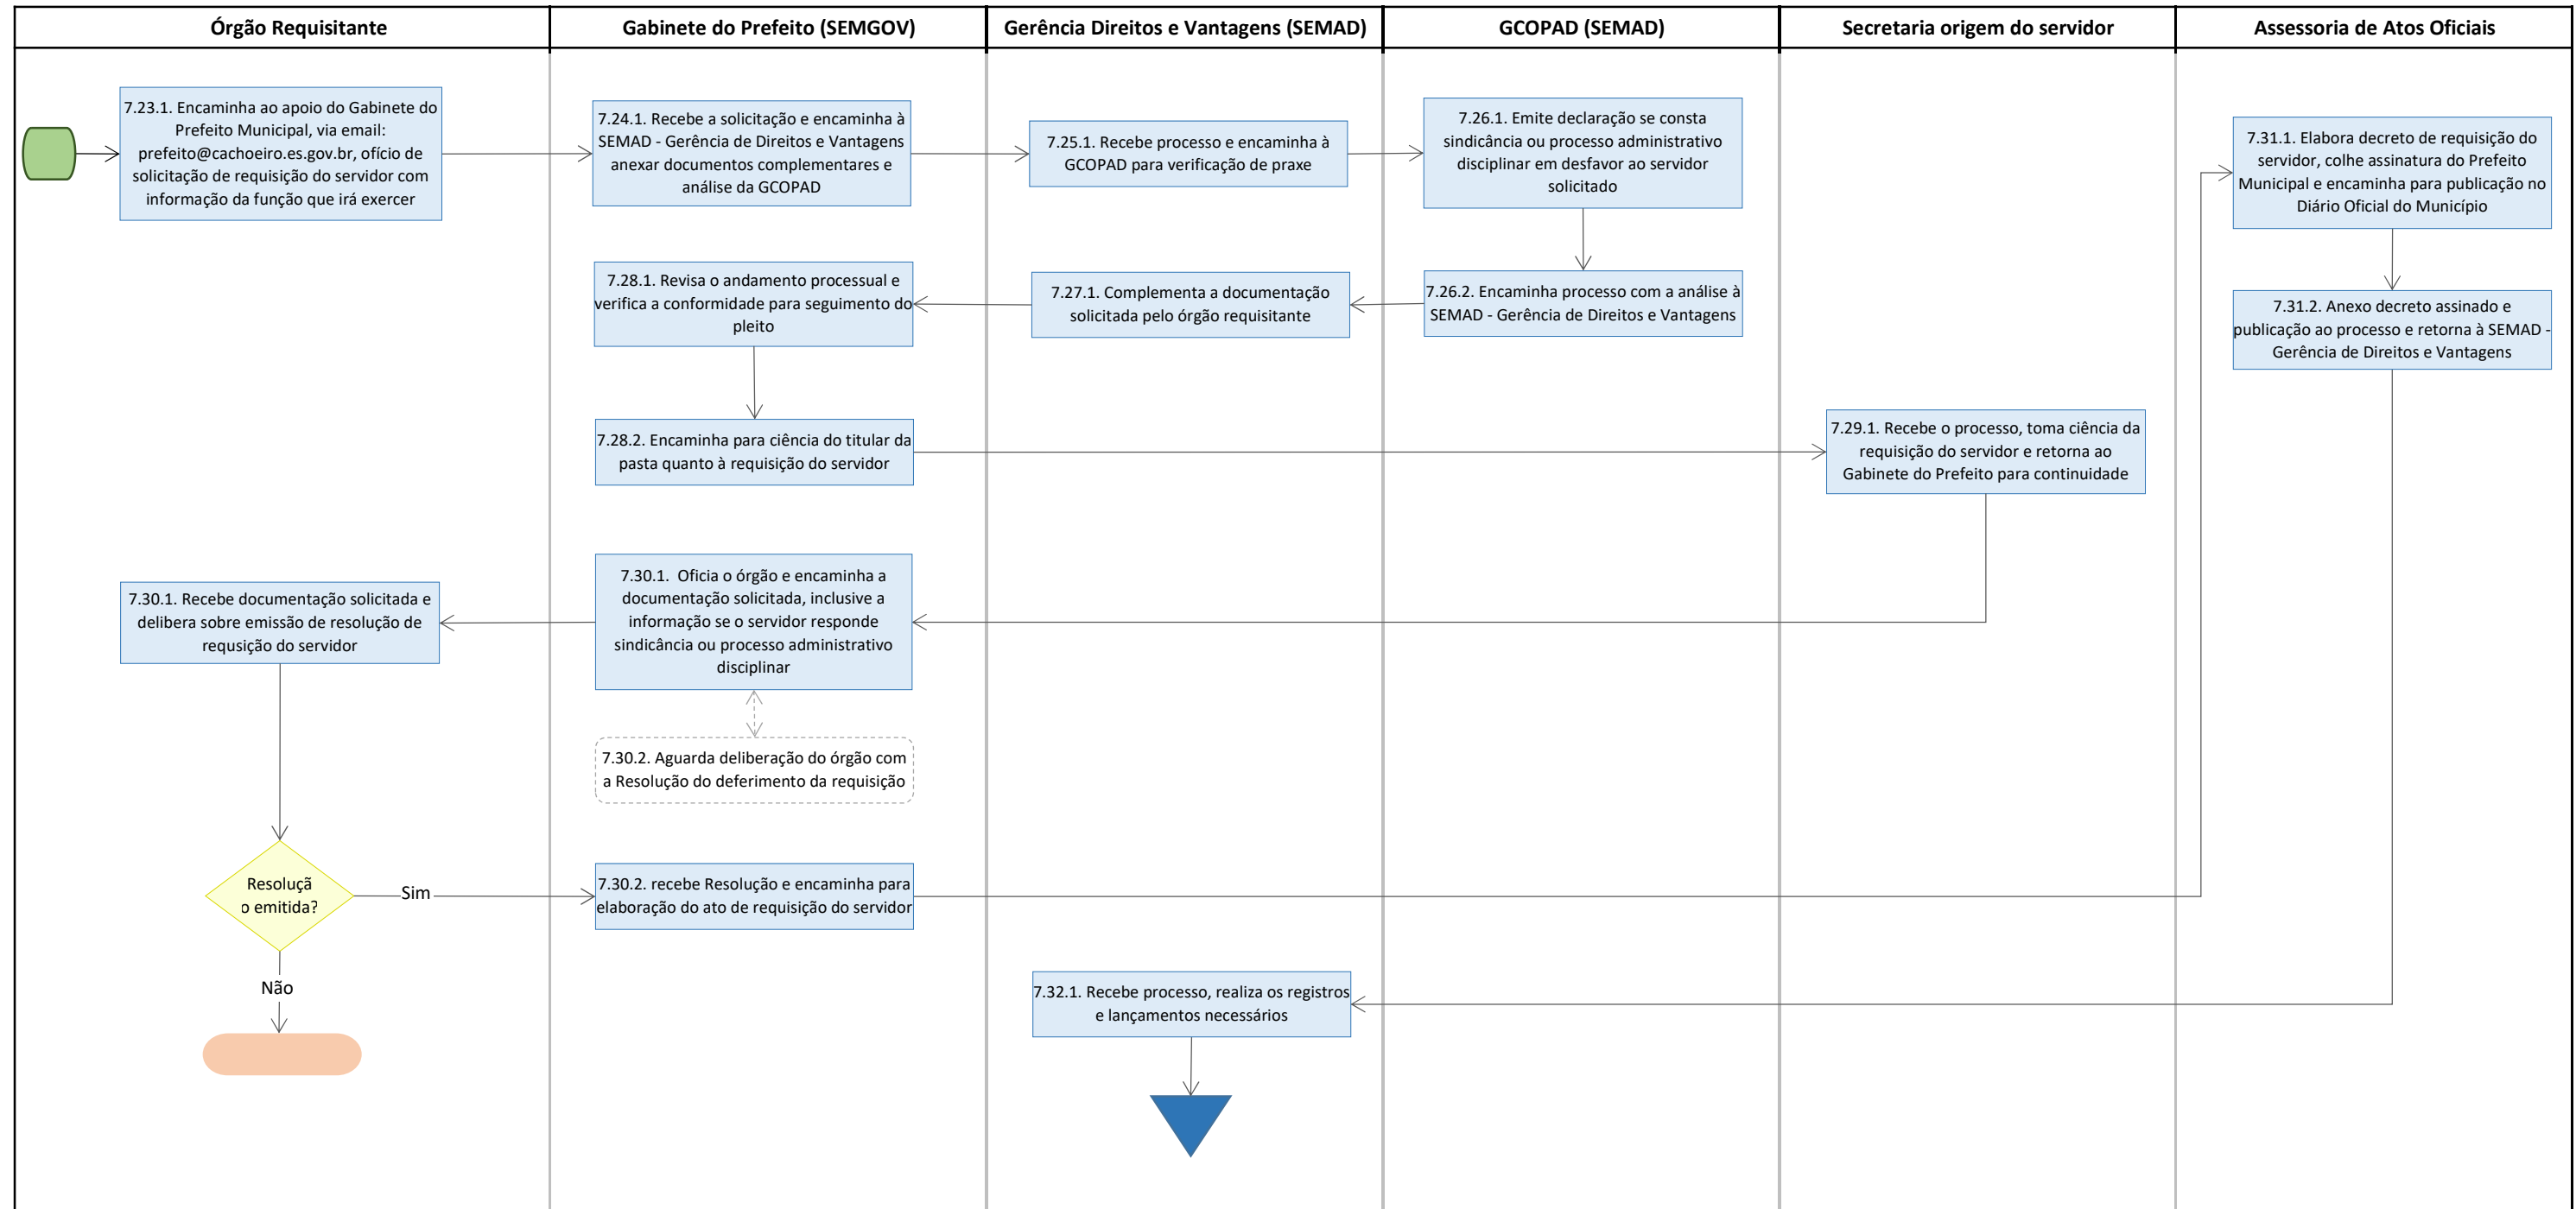 Órgão Requisitante
Gabinete do Prefeito (SEMGOV)
Gerência Direitos e Vantagens (SEMAD)
GCOPAD (SEMAD)
Secretaria origem do servidor
Assessoria de Atos Oficiais
7.23.1. Encaminha ao apoio do Gabinete do
Prefeito Municipal, via email:
prefeito@cachoeiro.es.gov.br, ofício de
solicitação de requisição do servidor com
informação da função que irá exercer
7.24.1. Recebe a solicitação e encaminha à
SEMAD - Gerência de Direitos e Vantagens
anexar documentos complementares e
análise da GCOPAD
7.25.1. Recebe processo e encaminha à
GCOPAD para verificação de praxe
7.26.1. Emite declaração se consta
sindicância ou processo administrativo
disciplinar em desfavor ao servidor
solicitado
7.31.1. Elabora decreto de requisição do
servidor, colhe assinatura do Prefeito
Municipal e encaminha para publicação no
Diário Oficial do Município
7.28.1. Revisa o andamento processual e
verifica a conformidade para seguimento do
pleito
7.27.1. Complementa a documentação
solicitada pelo órgão requisitante
7.26.2. Encaminha processo com a análise à
SEMAD - Gerência de Direitos e Vantagens
7.31.2. Anexo decreto assinado e
publicação ao processo e retorna à SEMAD -
Gerência de Direitos e Vantagens
7.28.2. Encaminha para ciência do titular da
pasta quanto à requisição do servidor
7.29.1. Recebe o processo, toma ciência da
requisição do servidor e retorna ao
Gabinete do Prefeito para continuidade
7.30.1. Recebe documentação solicitada e
delibera sobre emissão de resolução de
requsição do servidor
7.30.1.  Oficia o órgão e encaminha a
documentação solicitada, inclusive a
informação se o servidor responde
sindicância ou processo administrativo
disciplinar
7.30.2. Aguarda deliberação do órgão com
a Resolução do deferimento da requisição
Resoluçã
o emitida?
Sim
7.30.2. recebe Resolução e encaminha para
elaboração do ato de requisição do servidor
Não
7.32.1. Recebe processo, realiza os registros
e lançamentos necessários